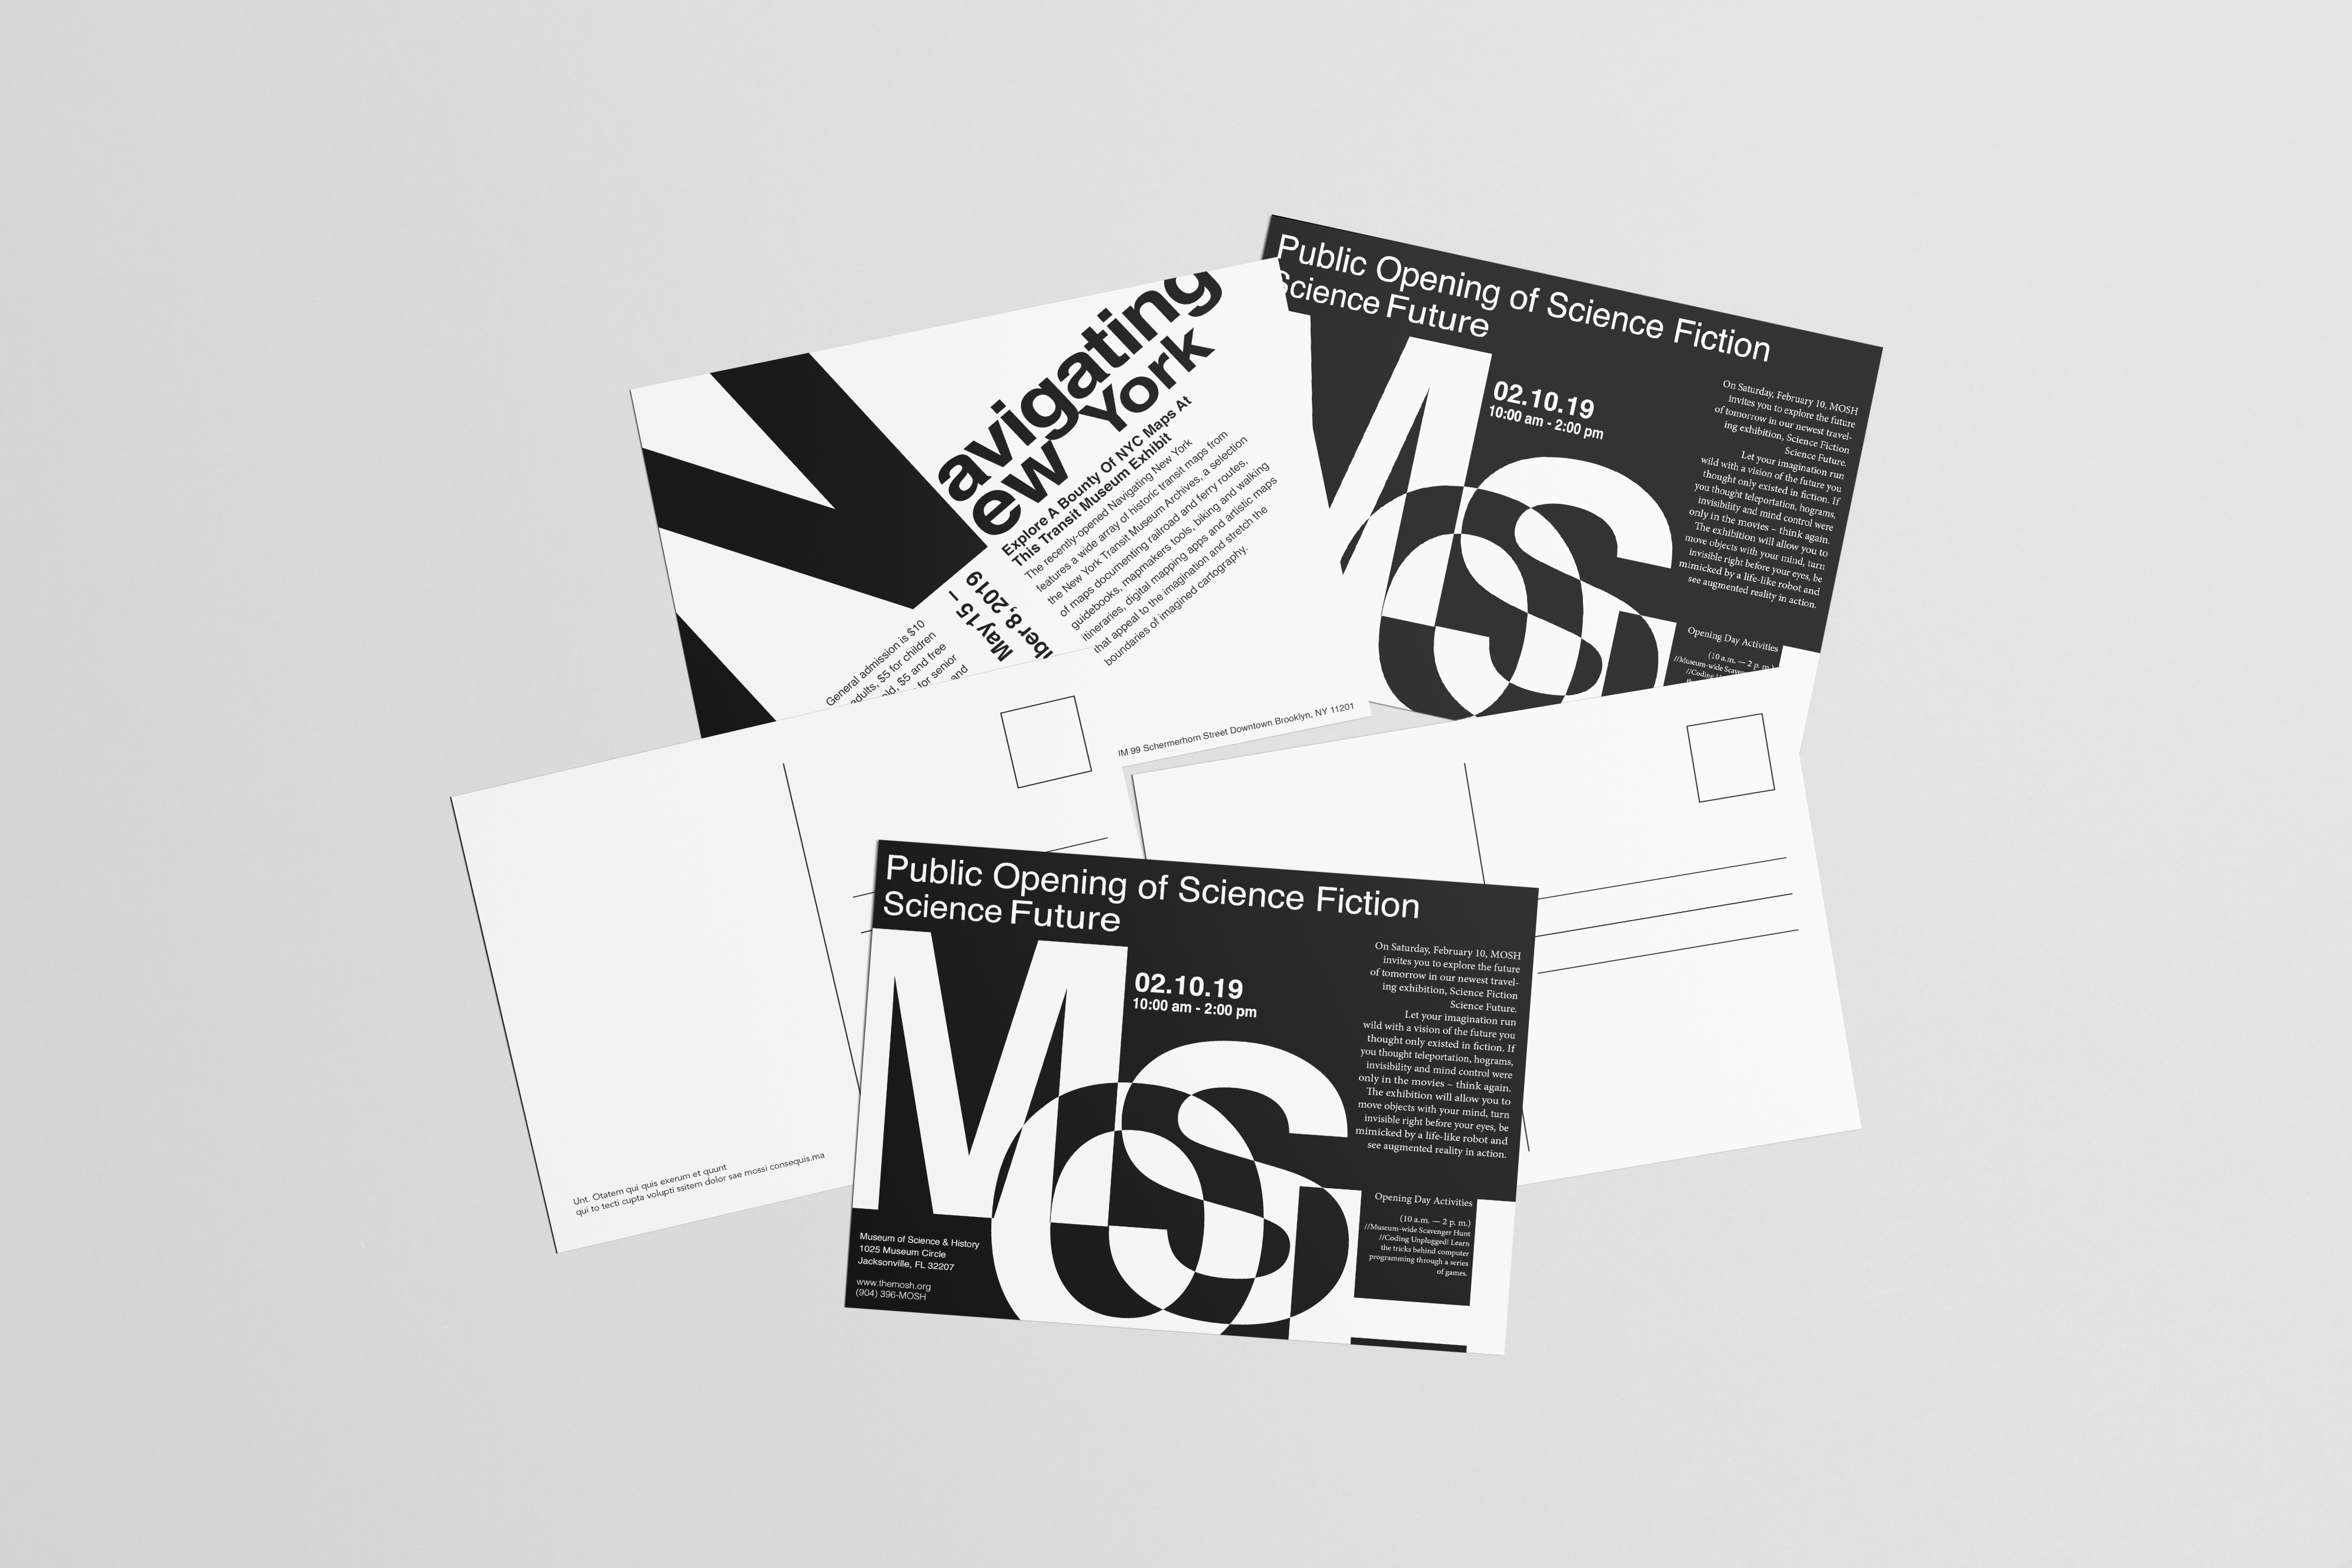 avigating
ew York
Explore A Bounty Of NYC Maps At
This Transit Museum Exhibit
The recently-opened Navigating New York
features a wide array of historic transit maps from
the New York Transit Museum Archives, a selection
of maps documenting railroad and ferry routes,
guidebooks, mapmakers tools, biking and walking
itineraries, digital mapping apps and artistic maps
that appeal to the imagination and stretch the
boundaries of imagined cartography.
May 15 –
ber 8, 2019
General admission is $10
adults, $5 for children
old, $5 and free
for senior
and
UM 99 Schermerhorn Street Downtown Brooklyn, NY 11201
Public Opening of Science Fiction
Science Future
02.10.19
10:00 am - 2:00 pm
MOSH
On Saturday, February 10, MOSH
invites you to explore the future
of tomorrow in our newest travel-
ing exhibition, Science Fiction
Science Future.
Let your imagination run
wild with a vision of the future you
thought only existed in fiction. If
you thought teleportation, hograms,
invisibility and mind control were
only in the movies – think again.
The exhibition will allow you to
move objects with your mind, turn
invisible right before your eyes, be
mimicked by a life-like robot and
see augmented reality in action.
Opening Day Activities
(10 a.m. — 2 p. m.)
//Museum-wide Scavenger
//Coding
Unt. Otatem qui quis exerum et quunt
qui to tecti cupta volupti ssitem dolor sae mossi consequis.ma
Public Opening of Science Fiction
Science Future
02.10.19
10:00 am - 2:00 pm
MOSH
On Saturday, February 10, MOSH
invites you to explore the future
of tomorrow in our newest travel-
ing exhibition, Science Fiction
Science Future.
Let your imagination run
wild with a vision of the future you
thought only existed in fiction. If
you thought teleportation, hograms,
invisibility and mind control were
only in the movies – think again.
The exhibition will allow you to
move objects with your mind, turn
invisible right before your eyes, be
mimicked by a life-like robot and
see augmented reality in action.
Opening Day Activities
(10 a.m. — 2 p. m.)
//Museum-wide Scavenger Hunt
//Coding Unplugged! Learn
the tricks behind computer
programming through a series
of games.
Museum of Science & History
1025 Museum Circle
Jacksonville, FL 32207
www.themosh.org
(904) 396-MOSH